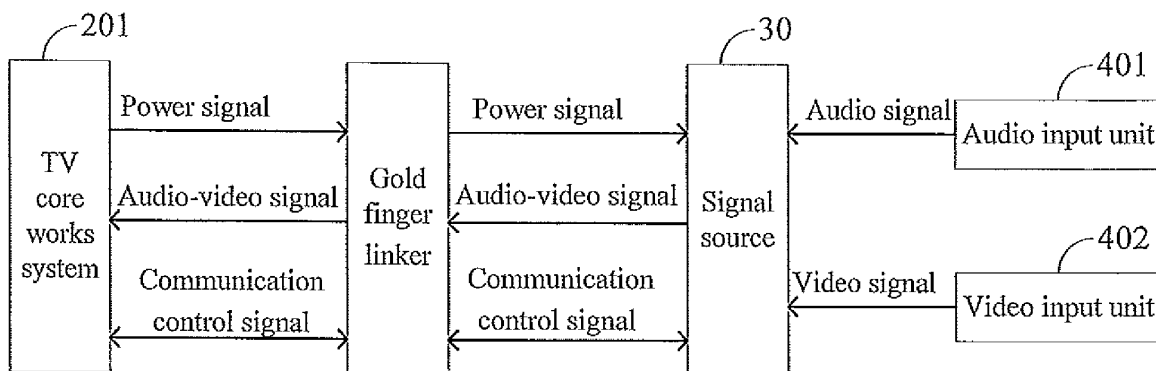 201
30
401
402
TV
core
works
system
Power signal
Audio-video signal
Communication
control signal
Gold
finger
linker
Power signal
Audio-video signal
Communication
control signal
Signal
source
Audio signal
Video signal
Audio input unit
Video input unit